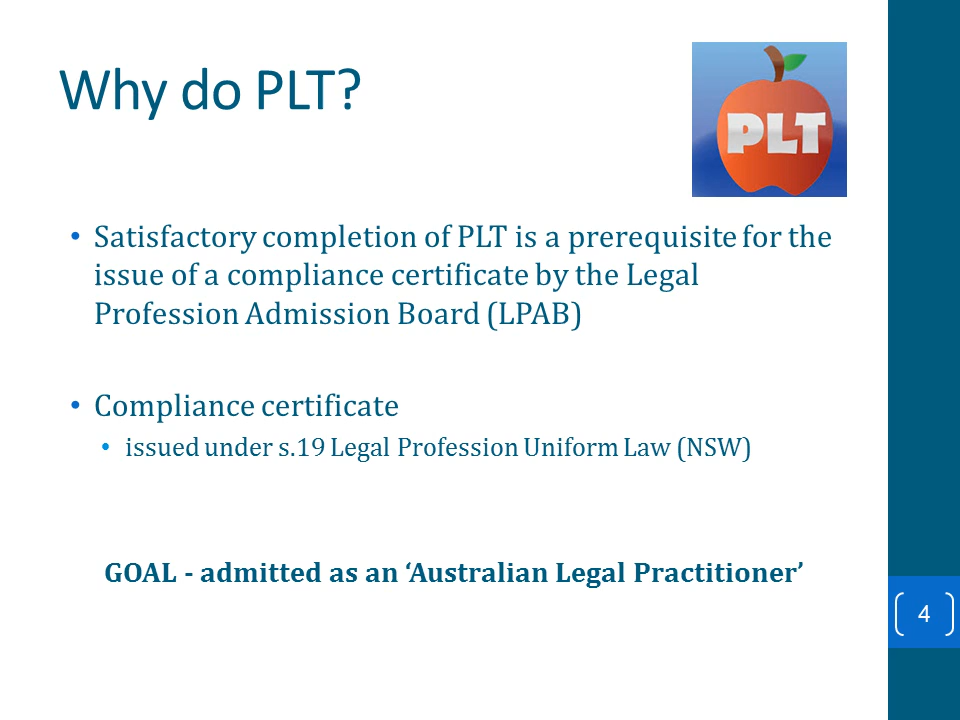 Why do PLT?
PLT
• Satisfactory completion of PLT is a prerequisite for the
issue of a compliance certificate by the Legal
Profession Admission Board (LPAB)
• Compliance certificate
• issued under s.19 Legal Profession Uniform Law (NSW)
GOAL - admitted as an ‘Australian Legal Practitioner’
4